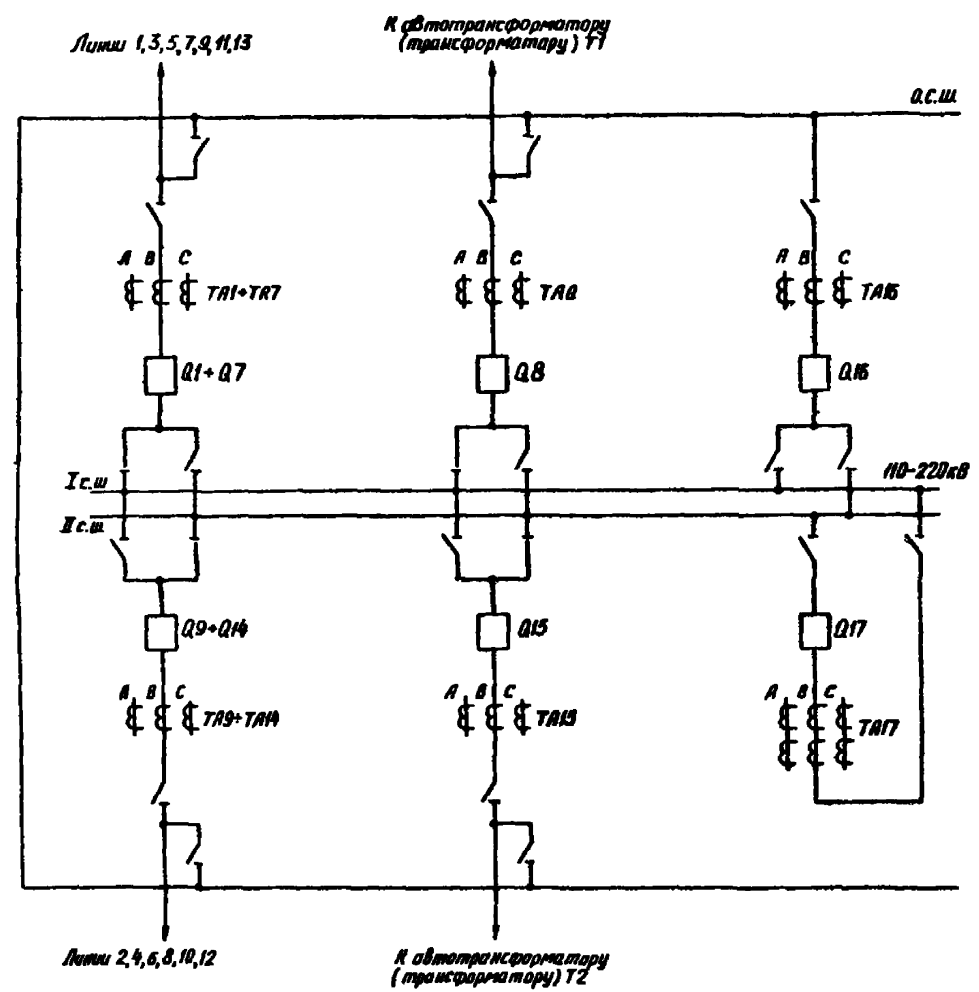 Линии 1,3,5,7,9,11,13
К автотрансформатору
(трансформатору) Т1
О.с.ш.
А В С
TA1÷TA7
А В С
TA8
А В С
TA16
Q1÷Q7
Q8
Q16
I с.ш
110-220кВ
II с.ш.
Q9÷Q14
Q15
Q17
А В С
TA9÷TA14
А В С
TA15
А В С
TA17
Линии 2,4,6,8,10,12
К автотрансформатору
(трансформатору) Т2